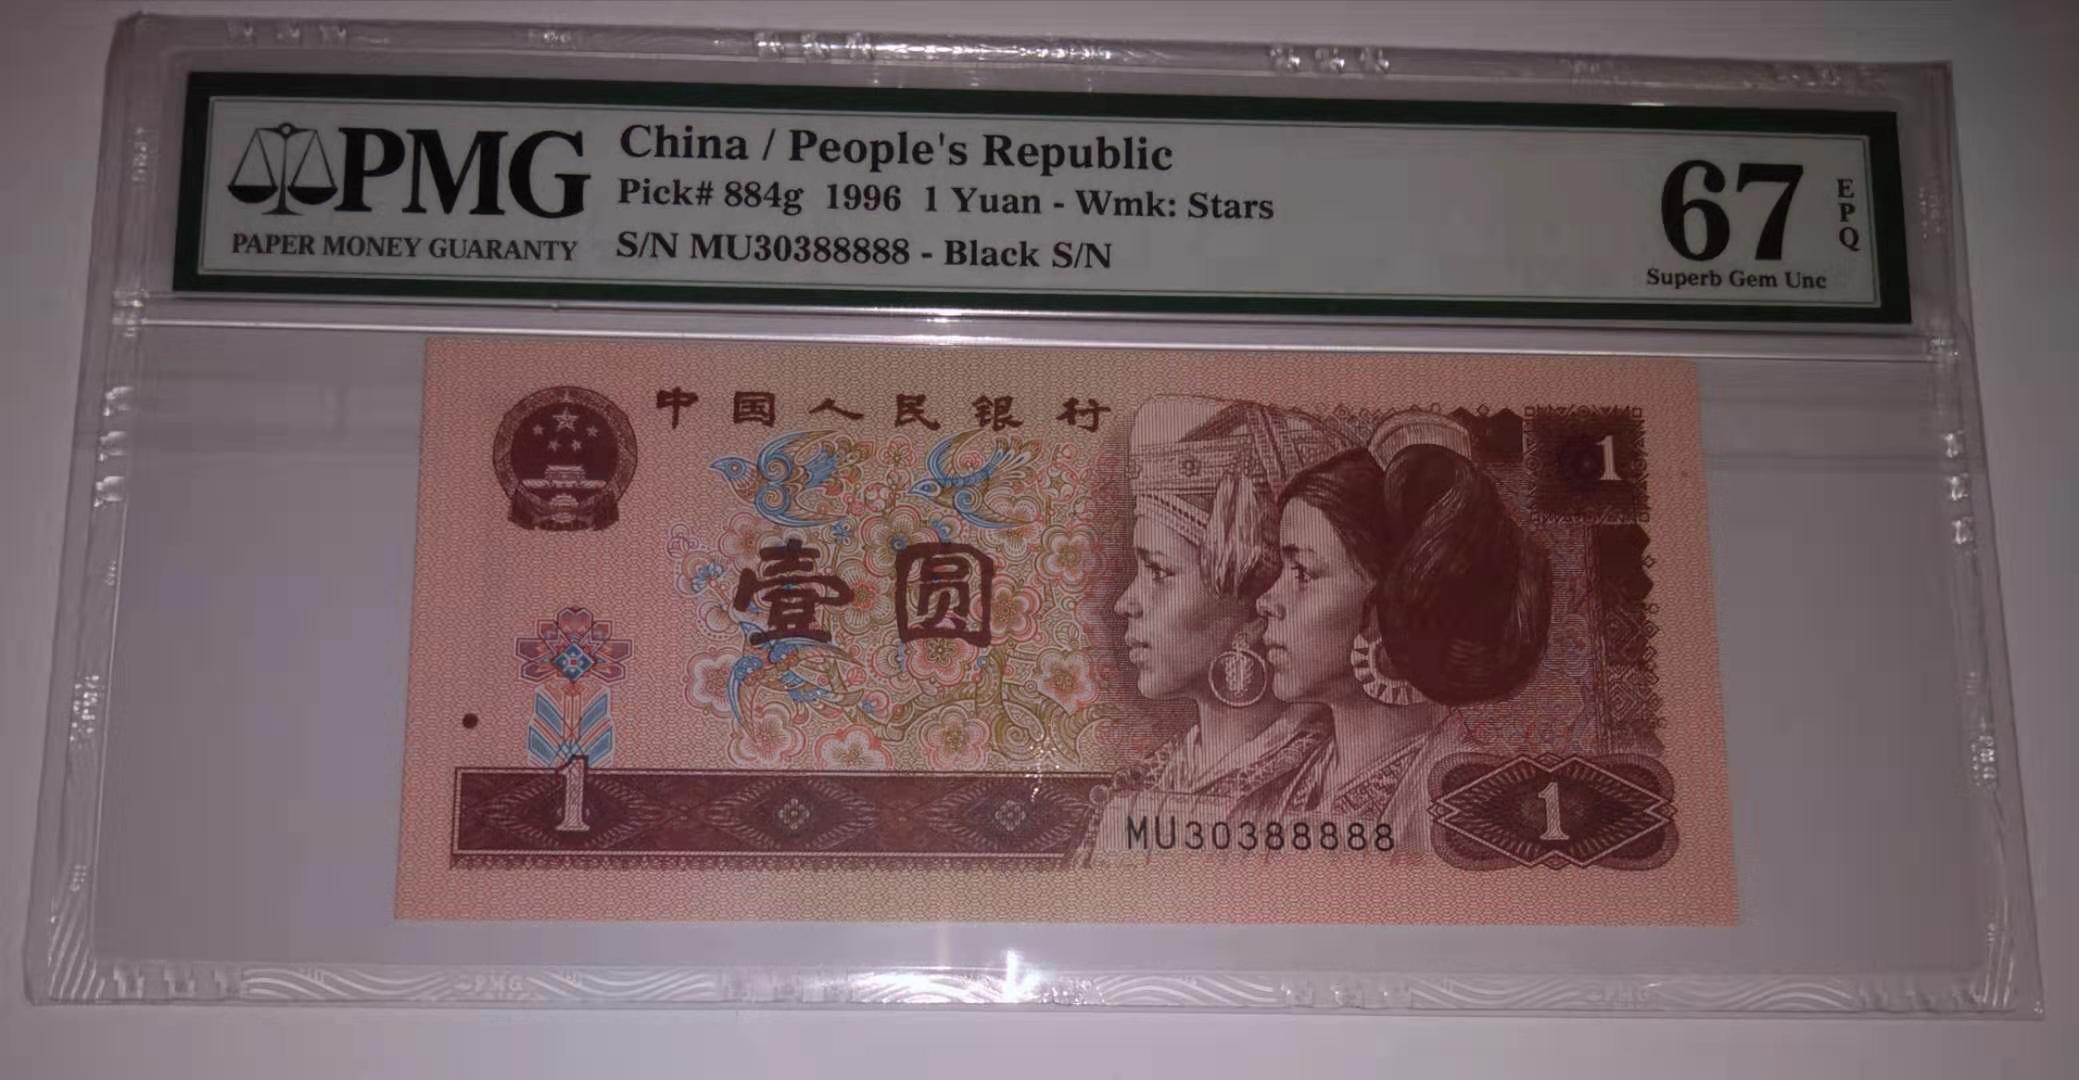 PMG
PAPER MONEY GUARANTY
China / People's Republic
Pick# 884g 1996 1 Yuan - Wmk: Stars
S/N MU30388888 - Black S/N
67
EPQ
Superb Gem Unc
中国人民银行
1
壹圆
1
MU30388888
1
PMG